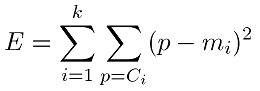 $E = \sum_{i=1}^{k} \sum_{p=C_i} (p - m_i)^2$